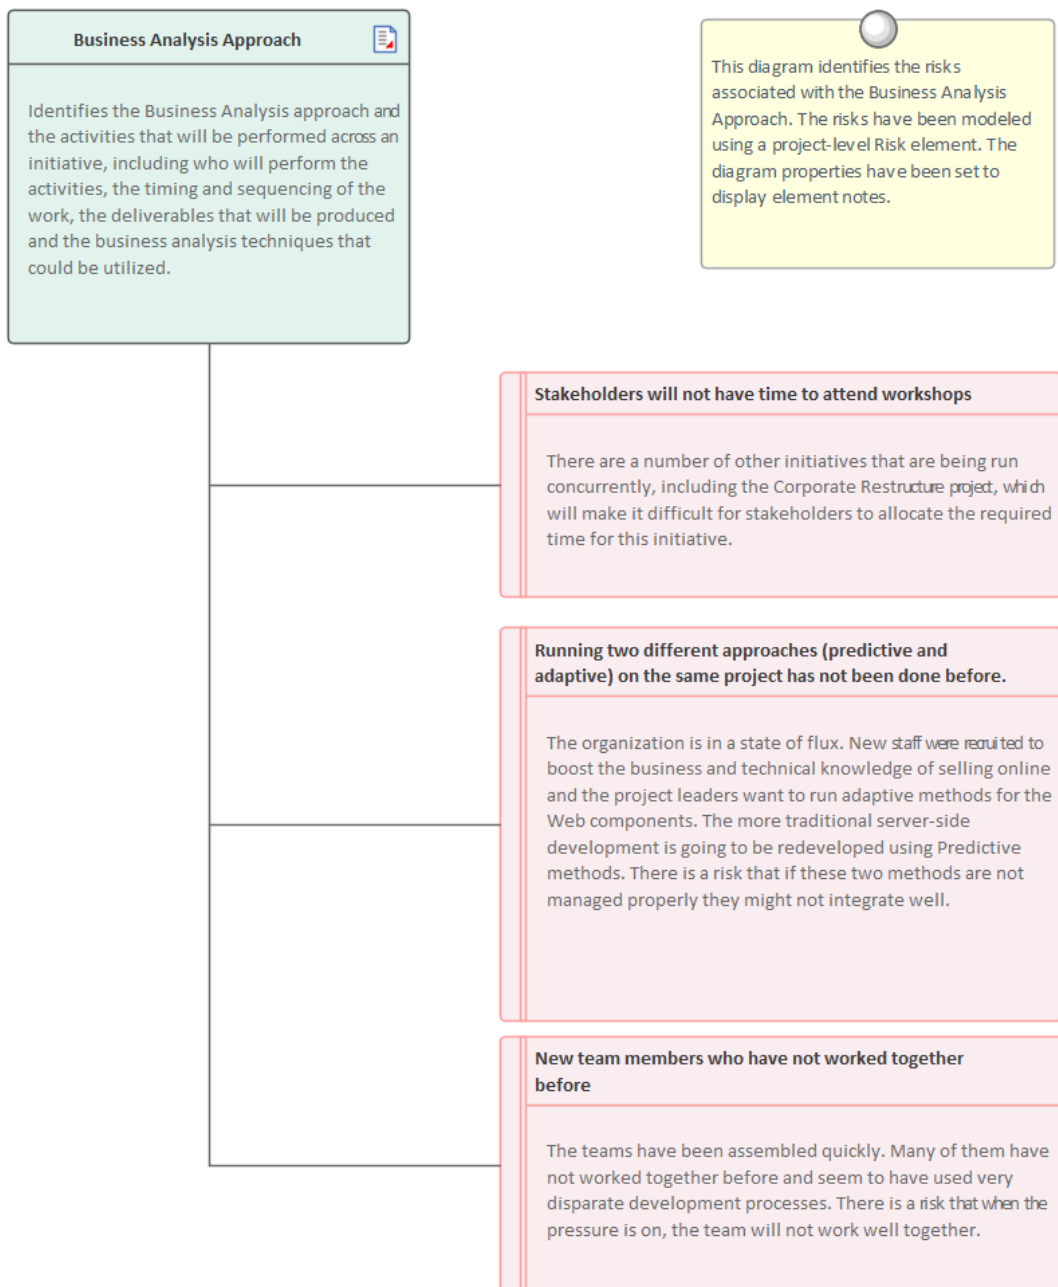 Business Analysis Approach
Identifies the Business Analysis approach and
the activities that will be performed across an
initiative, including who will perform the
activities, the timing and sequencing of the
work, the deliverables that will be produced
and the business analysis techniques that
could be utilized.
This diagram identifies the risks
associated with the Business Analysis
Approach. The risks have been modeled
using a project-level Risk element. The
diagram properties have been set to
display element notes.
Stakeholders will not have time to attend workshops
There are a number of other initiatives that are being run
concurrently, including the Corporate Restructure project, which
will make it difficult for stakeholders to allocate the required
time for this initiative.
Running two different approaches (predictive and
adaptive) on the same project has not been done before.
The organization is in a state of flux. New staff were recruited to
boost the business and technical knowledge of selling online
and the project leaders want to run adaptive methods for the
Web components. The more traditional server-side
development is going to be redeveloped using Predictive
methods. There is a risk that if these two methods are not
managed properly they might not integrate well.
New team members who have not worked together
before
The teams have been assembled quickly. Many of them have
not worked together before and seem to have used very
disparate development processes. There is a risk that when the
pressure is on, the team will not work well together.